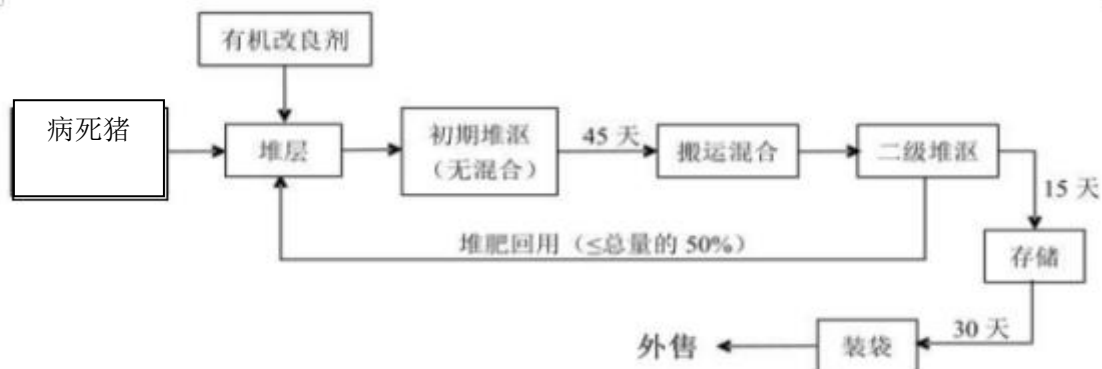 有机改良剂
病死猪
堆层
初期堆沤
（无混合）
45 天
搬运混合
二级堆沤
15 天
堆肥回用（≤总量的 50%）
存储
30 天
装袋
外售